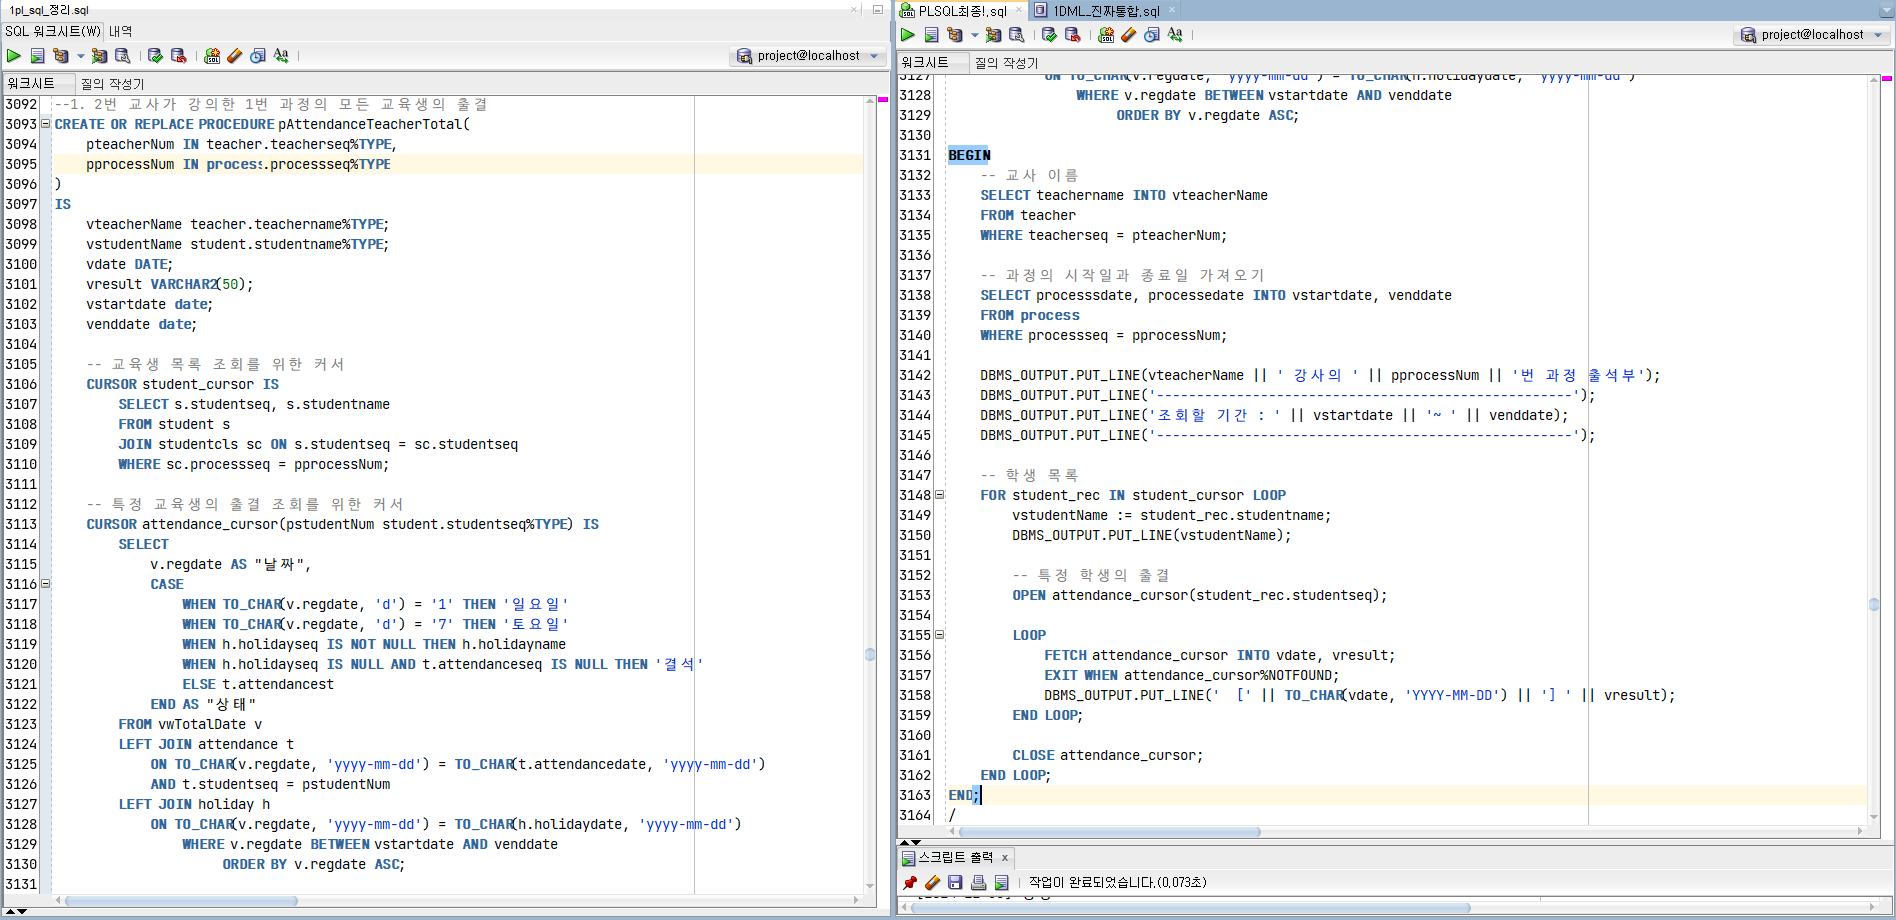 1pl_sql_정리.sql
SQL 워크시트(W) 내역
project@localhost
워크시트 질의 작성기
3092 --1. 2번 교사가 강의한 1번 과정의 모든 교육생의 출결
3093 CREATE OR REPLACE PROCEDURE pAttendanceTeacherTotal(
3094 pteacherNum IN teacher.teacherseq%TYPE,
3095 pprocessNum IN process.processseq%TYPE
3096 )
3097 IS
3098 vteacherName teacher.teachername%TYPE;
3099 vstudentName student.studentname%TYPE;
3100 vdate DATE;
3101 vresult VARCHAR2(50);
3102 vstartdate date;
3103 venddate date;
3104
3105 -- 교육생 목록 조회를 위한 커서
3106 CURSOR student_cursor IS
3107 SELECT s.studentseq, s.studentname
3108 FROM student s
3109 JOIN studentcls sc ON s.studentseq = sc.studentseq
3110 WHERE sc.processseq = pprocessNum;
3111
3112 -- 특정 교육생의 출결 조회를 위한 커서
3113 CURSOR attendance_cursor(pstudentNum student.studentseq%TYPE) IS
3114 SELECT
3115 v.regdate AS "날짜",
3116 CASE
3117 WHEN TO_CHAR(v.regdate, 'd') = '1' THEN '일요일'
3118 WHEN TO_CHAR(v.regdate, 'd') = '7' THEN '토요일'
3119 WHEN h.holidayseq IS NOT NULL THEN h.holidayname
3120 WHEN h.holidayseq IS NULL AND t.attendanceseq IS NULL THEN '결석'
3121 ELSE t.attendancest
3122 END AS "상태"
3123 FROM vwTotalDate v
3124 LEFT JOIN attendance t
3125 ON TO_CHAR(v.regdate, 'yyyy-mm-dd') = TO_CHAR(t.attendancedate, 'yyyy-mm-dd')
3126 AND t.studentseq = pstudentNum
3127 LEFT JOIN holiday h
3128 ON TO_CHAR(v.regdate, 'yyyy-mm-dd') = TO_CHAR(h.holidaydate, 'yyyy-mm-dd')
3129 WHERE v.regdate BETWEEN vstartdate AND venddate
3130 ORDER BY v.regdate ASC;
3131
PLSQL최종!.sql 1DML_진짜통합.sql
project@localhost
워크시트 질의 작성기
3127 ON TO_CHAR(v.regdate, 'yyyy-mm-dd') = TO_CHAR(h.holidaydate, 'yyyy-mm-dd')
3128 WHERE v.regdate BETWEEN vstartdate AND venddate
3129 ORDER BY v.regdate ASC;
3130
3131 BEGIN
3132 -- 교사 이름
3133 SELECT teachername INTO vteacherName
3134 FROM teacher
3135 WHERE teacherseq = pteacherNum;
3136
3137 -- 과정의 시작일과 종료일 가져오기
3138 SELECT processsdate, processedate INTO vstartdate, venddate
3139 FROM process
3140 WHERE processseq = pprocessNum;
3141
3142 DBMS_OUTPUT.PUT_LINE(vteacherName || ' 강사의 ' || pprocessNum || '번 과정 출석부');
3143 DBMS_OUTPUT.PUT_LINE('----------------------------------------------------');
3144 DBMS_OUTPUT.PUT_LINE('조회할 기간 : ' || vstartdate || '~ ' || venddate);
3145 DBMS_OUTPUT.PUT_LINE('----------------------------------------------------');
3146
3147 -- 학생 목록
3148 FOR student_rec IN student_cursor LOOP
3149 vstudentName := student_rec.studentname;
3150 DBMS_OUTPUT.PUT_LINE(vstudentName);
3151
3152 -- 특정 학생의 출결
3153 OPEN attendance_cursor(student_rec.studentseq);
3154
3155 LOOP
3156 FETCH attendance_cursor INTO vdate, vresult;
3157 EXIT WHEN attendance_cursor%NOTFOUND;
3158 DBMS_OUTPUT.PUT_LINE('  [' || TO_CHAR(vdate, 'YYYY-MM-DD') || '] ' || vresult);
3159 END LOOP;
3160
3161 CLOSE attendance_cursor;
3162 END LOOP;
3163 END;
3164 /
스크립트 출력 x
작업이 완료되었습니다.(0,073초)